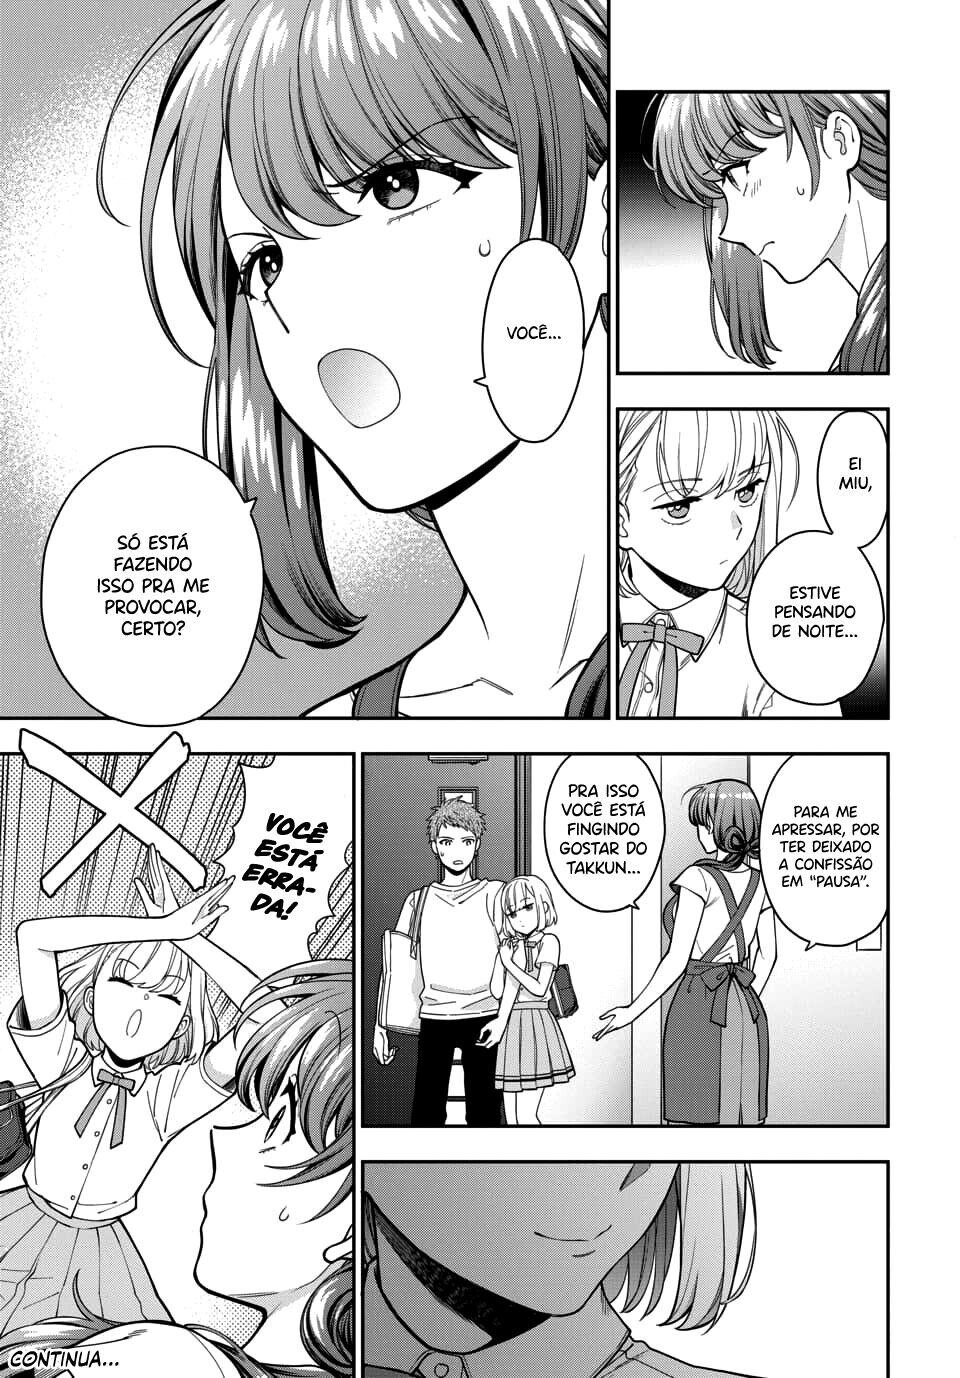 EI
MIU,
ESTIVE
PENSANDO
DE NOITE...
VOCÊ...
SÓ ESTÁ
FAZENDO
ISSO PRA ME
PROVOCAR,
CERTO?
PARA ME
APRESSAR, POR
TER DEIXADO
A CONFISSÃO
EM “PAUSA”.
PRA ISSO
VOCÊ ESTÁ
FINGINDO
GOSTAR DO
TAKKUN...
VOCÊ
ESTÁ
ERRA-
DA!
CONTINUA...